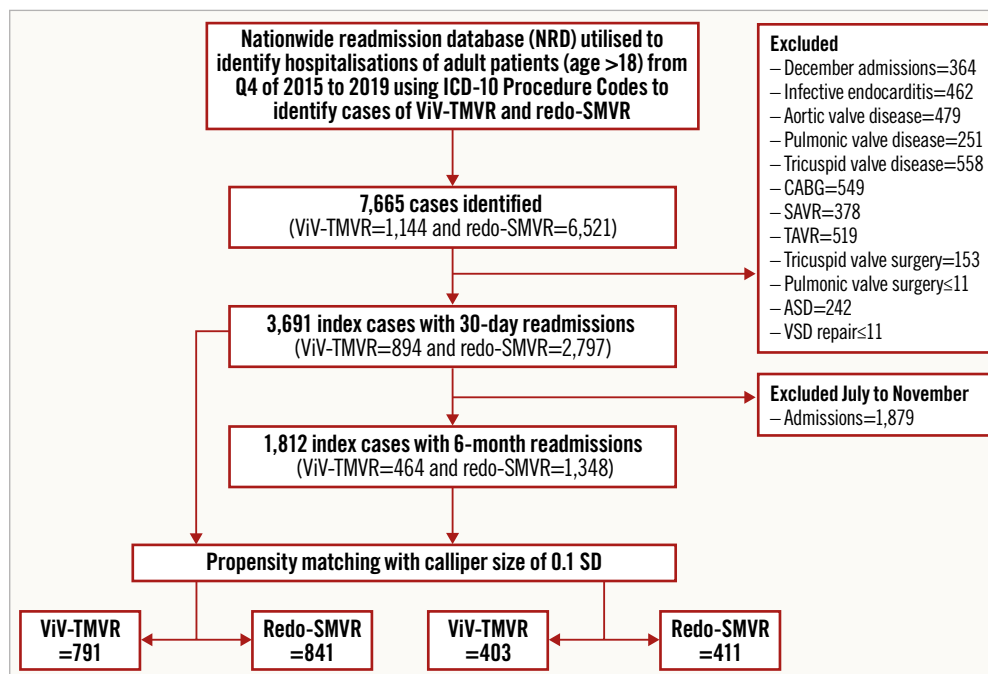 Nationwide readmission database (NRD) utilised to
identify hospitalisations of adult patients (age >18) from
Q4 of 2015 to 2019 using ICD-10 Procedure Codes to
identify cases of ViV-TMVR and redo-SMVR
Excluded
– December admissions=364
– Infective endocarditis=462
– Aortic valve disease=479
– Pulmonic valve disease=251
– Tricuspid valve disease=558
– CABG=549
– SAVR=378
– TAVR=519
– Tricuspid valve surgery=153
– Pulmonic valve surgery≤11
– ASD=242
– VSD repair≤11
7,665 cases identified
(ViV-TMVR=1,144 and redo-SMVR=6,521)
3,691 index cases with 30-day readmissions
(ViV-TMVR=894 and redo-SMVR=2,797)
Excluded July to November
– Admissions=1,879
1,812 index cases with 6-month readmissions
(ViV-TMVR=464 and redo-SMVR=1,348)
Propensity matching with calliper size of 0.1 SD
ViV-TMVR
=791
Redo-SMVR
=841
ViV-TMVR
=403
Redo-SMVR
=411